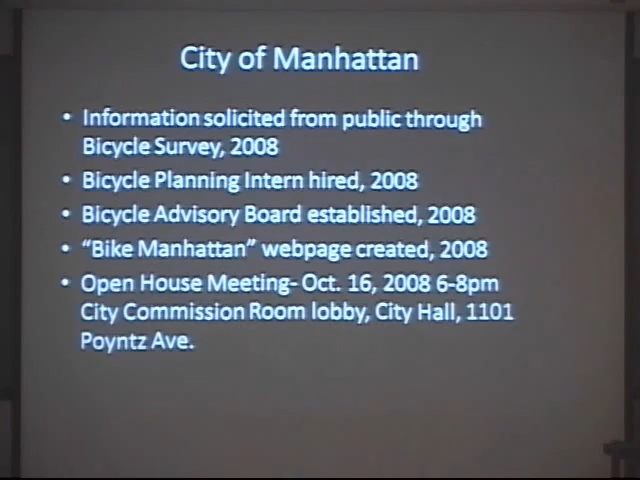 City of Manhattan
• Information solicited from public through
Bicycle Survey, 2008
• Bicycle Planning Intern hired, 2008
• Bicycle Advisory Board established, 2008
• “Bike Manhattan” webpage created, 2008
• Open House Meeting- Oct. 16, 2008 6-8pm
City Commission Room lobby, City Hall, 1101
Poyntz Ave.